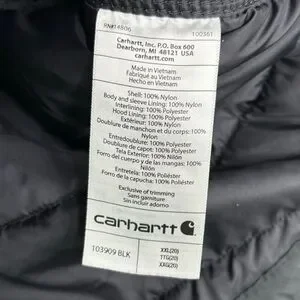 RN#14806 100361
Carhartt, Inc. P.O. Box 600
Dearborn, MI 48121 USA
carhartt.com
Made in Vietnam
Fabriqué au Vietnam
Hecho en Vietnam
Shell: 100% Nylon
Body and sleeve Lining: 100% Nylon
Interlining: 100% Polyester
Hood Lining: 100% Polyester
Extérieur: 100% Nylon
Doublure de manchon et du corps: 100%
Nylon
Entredoublure: 100% Polyester
Doublure de capot: 100% Polyester
Tela Exterior: 100% Nilón
Forro del cuerpo y de las mangas: 100%
Nilón
Entretela: 100% Poliéster
Forro de la capucha: 100% Poliéster
Exclusive of trimming
Sans garniture
Sin incluir adorno
carhartt
103909 BLK
XXL(20)
TTG(20)
XXG(20)